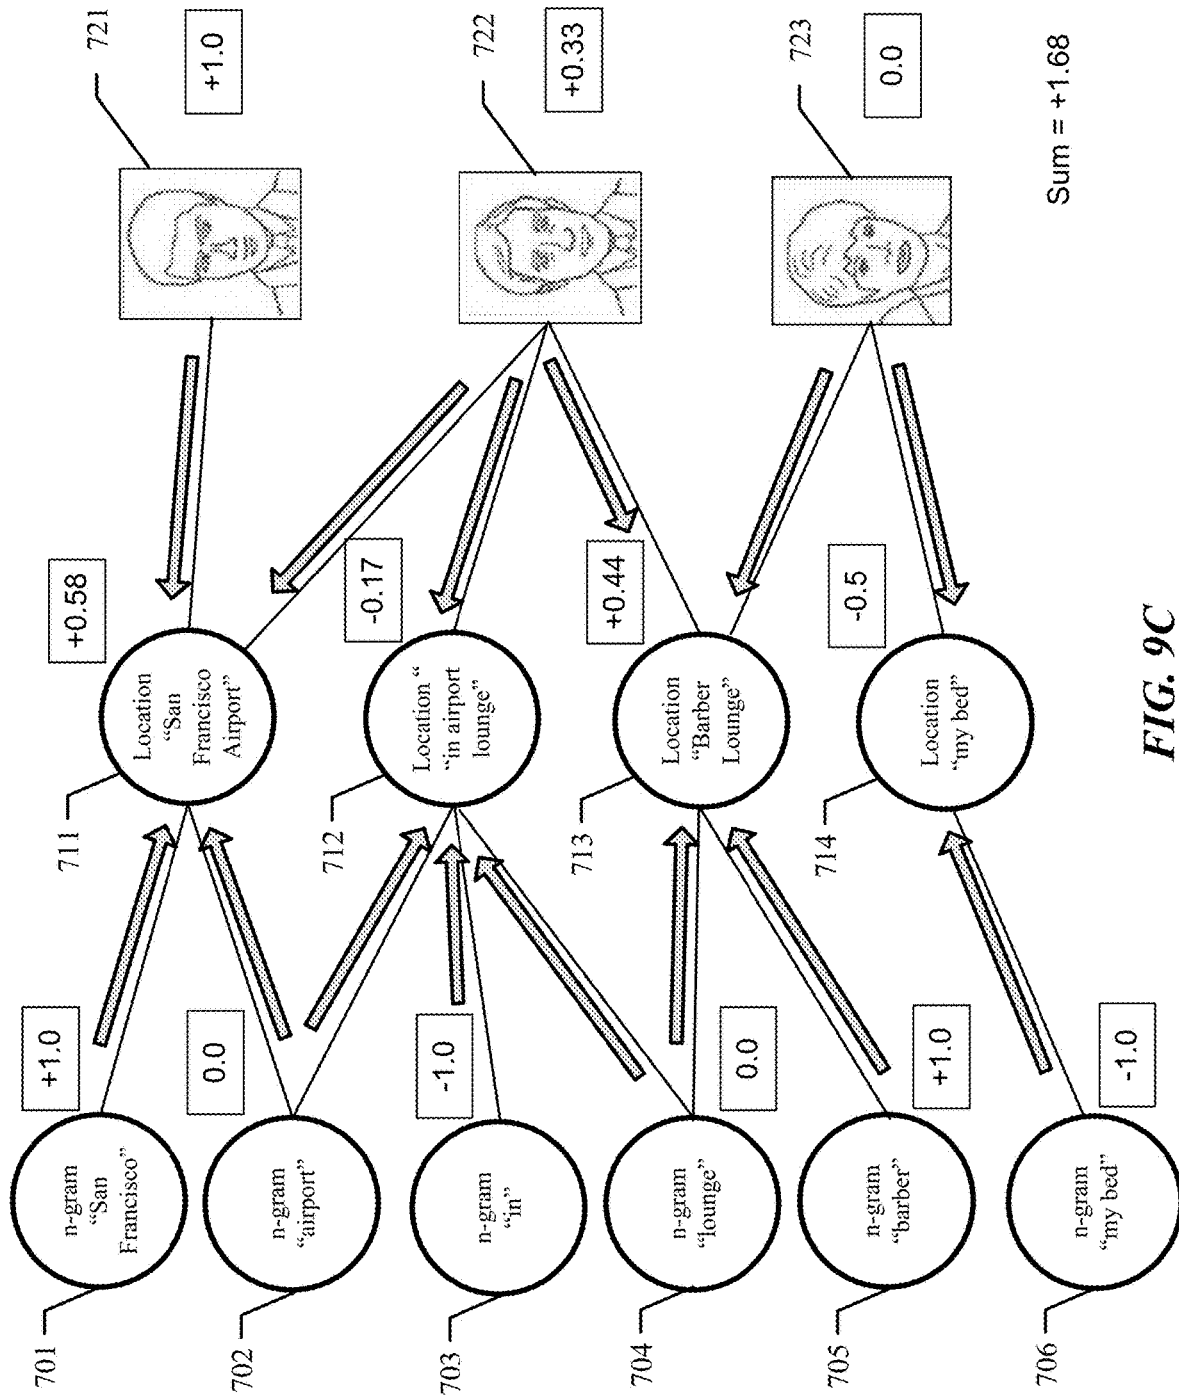 701
n-gram
“San
Francisco”
+1.0
702
n-gram
“airport”
0.0
703
n-gram
“in”
-1.0
704
n-gram
“lounge”
0.0
705
n-gram
“barber”
+1.0
706
n-gram
“my bed”
-1.0
711
Location
“San
Francisco
Airport”
+0.58
712
Location “
“in airport
lounge”
-0.17
713
Location
“Barber
Lounge”
+0.44
714
Location
“my bed”
-0.5
721
+1.0
722
+0.33
723
0.0
Sum = +1.68
FIG. 9C